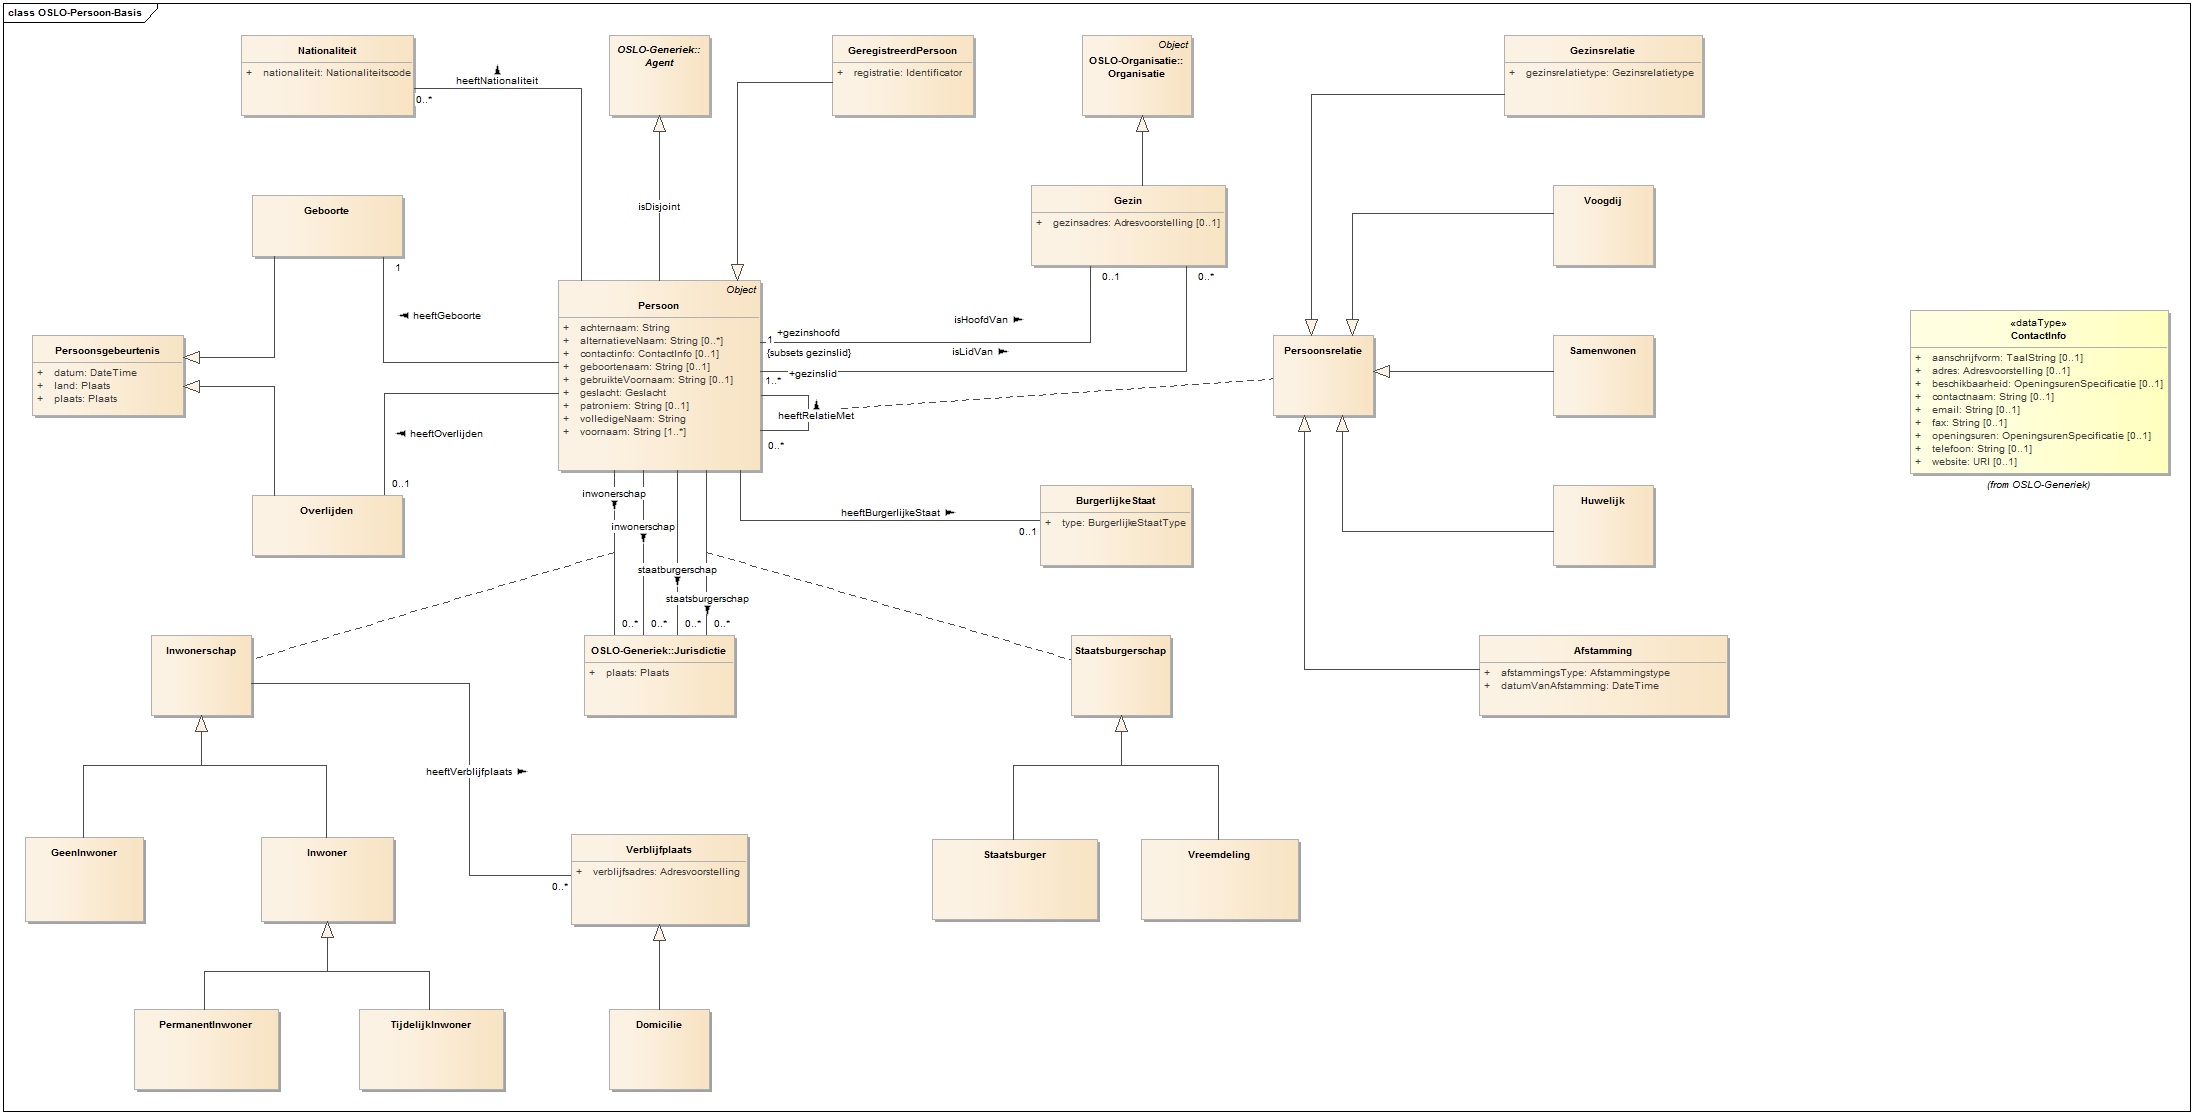 class OSLO-Persoon-Basis
Nationaliteit
+ nationaliteit: Nationaliteitscode
heeftNationaliteit
0..*
OSLO-Generiek::
Agent
isDisjoint
GeregistreerdPersoon
+ registratie: Identificator
Object
OSLO-Organisatie::
Organisatie
Gezinsrelatie
+ gezinsrelatietype: Gezinsrelatietype
Geboorte
1
heeftGeboorte
Gezin
+ gezinsadres: Adresvoorstelling [0..1]
0..1
0..*
Voogdij
Persoonsgebeurtenis
+ datum: DateTime
+ land: Plaats
+ plaats: Plaats
Object
Persoon
+ achternaam: String
+ alternatieveNaam: String [0..*]
+ contactinfo: ContactInfo [0..1]
+ geboortenaam: String [0..1]
+ gebruikteVoornaam: String [0..1]
+ geslacht: Geslacht
+ patroniem: String [0..1]
+ volledigeNaam: String
+ voornaam: String [1..*]
isHoofdVan
+gezinshoofd
1
{subsets gezinslid}
isLidVan
+gezinslid
1..*
heeftRelatieMet
0..*
Persoonsrelatie
Samenwonen
«dataType»
ContactInfo
+ aanschrijfvorm: TaalString [0..1]
+ adres: Adresvoorstelling [0..1]
+ beschikbaarheid: OpeningsurenSpecificatie [0..1]
+ contactnaam: String [0..1]
+ email: String [0..1]
+ fax: String [0..1]
+ openingsuren: OpeningsurenSpecificatie [0..1]
+ telefoon: String [0..1]
+ website: URI [0..1]
(from OSLO-Generiek)
heeftOverlijden
0..1
Overlijden
inwonerschap
inwonerschap
staatburgerschap
staatsburgerschap
0..*
0..*
0..*
0..*
heeftBurgerlijkeStaat
0..1
BurgerlijkeStaat
+ type: BurgerlijkeStaatType
Huwelijk
Inwonerschap
OSLO-Generiek::Jurisdictie
+ plaats: Plaats
Staatsburgerschap
Afstamming
+ afstammingsType: Afstammingstype
+ datumVanAfstamming: DateTime
heeftVerblijfplaats
0..*
GeenInwoner
Inwoner
Verblijfplaats
+ verblijfsadres: Adresvoorstelling
Staatsburger
Vreemdeling
PermanentInwoner
TijdelijkInwoner
Domicilie